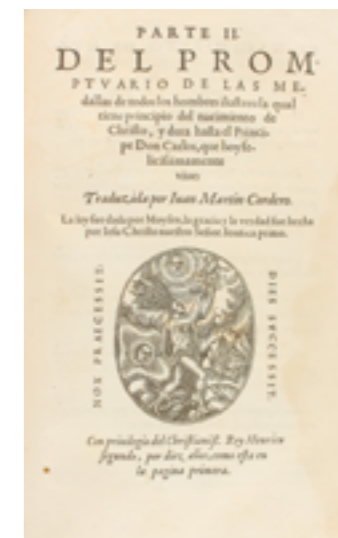 PARTE II.
DEL PROM-
PTVARIO DE LAS ME-
dallas de todos los hombres ilustres la qual
tiene principio del nacimiento de
Christo, y dura hasta el Princi-
pe Don Carlos, que hoy fe-
licissimamente
viue:
Traduzida por Iuan Martin Cordero.
La ley fue dada por Moysen, la gracia y la verdad fue hecha
por Iesu Christo nuestro Señor
NOX PRAECESSIT.
DIES SVCCESSIT.
Con priuilegio del Christianiss. Rey Henrico
segundo, por diez años, como esta en
la pagina primera.